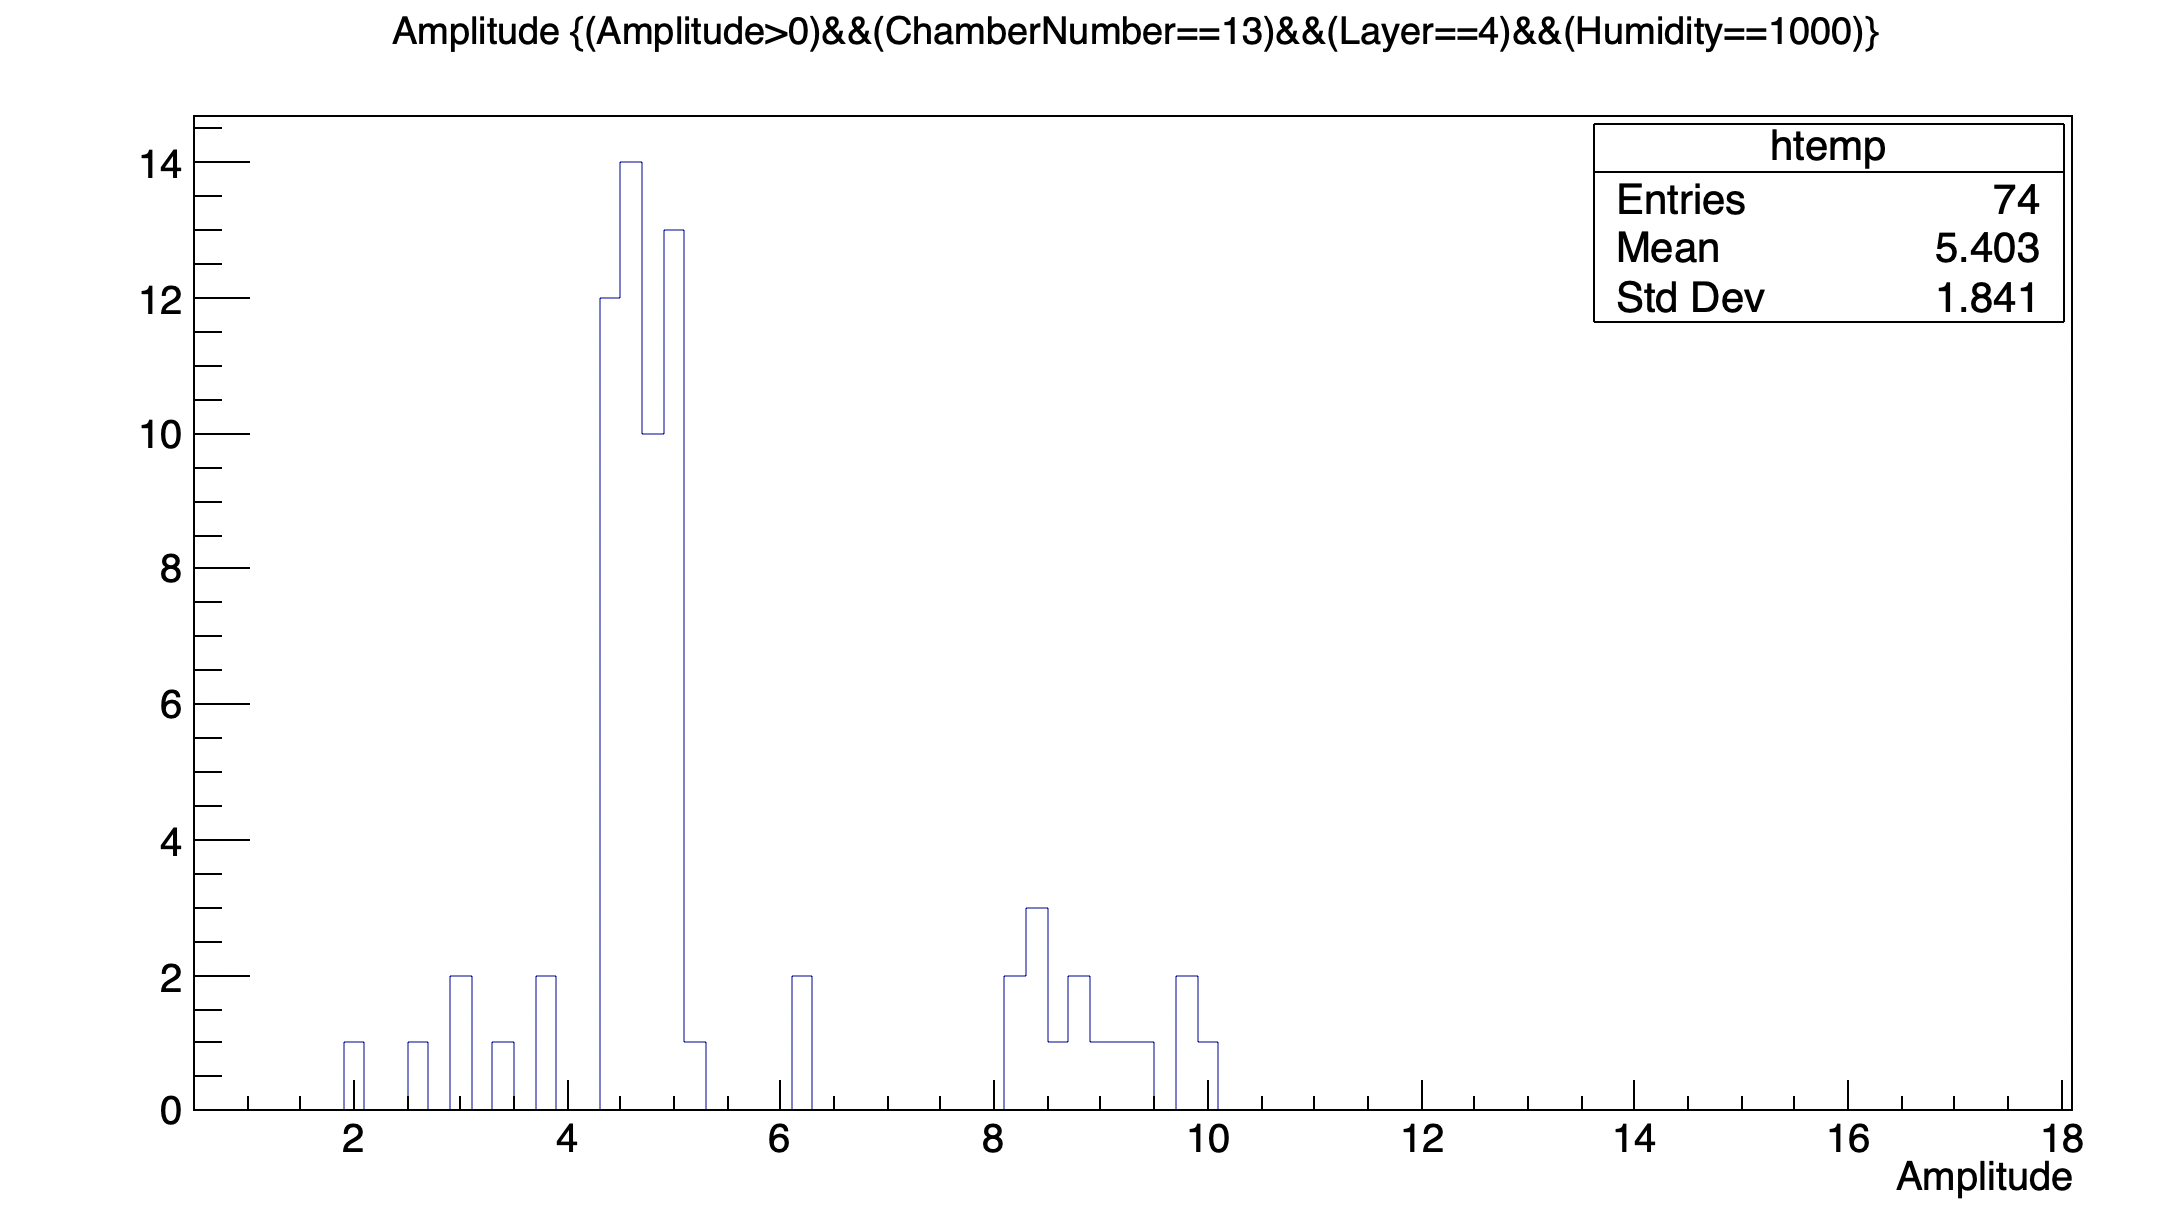 Amplitude {(Amplitude>0)&&(ChamberNumber==13)&&(Layer==4)&&(Humidity==1000)}
htemp
Entries 74
Mean 5.403
Std Dev 1.841
14
12
10
8
6
4
2
0
2 4 6 8 10 12 14 16 18
Amplitude